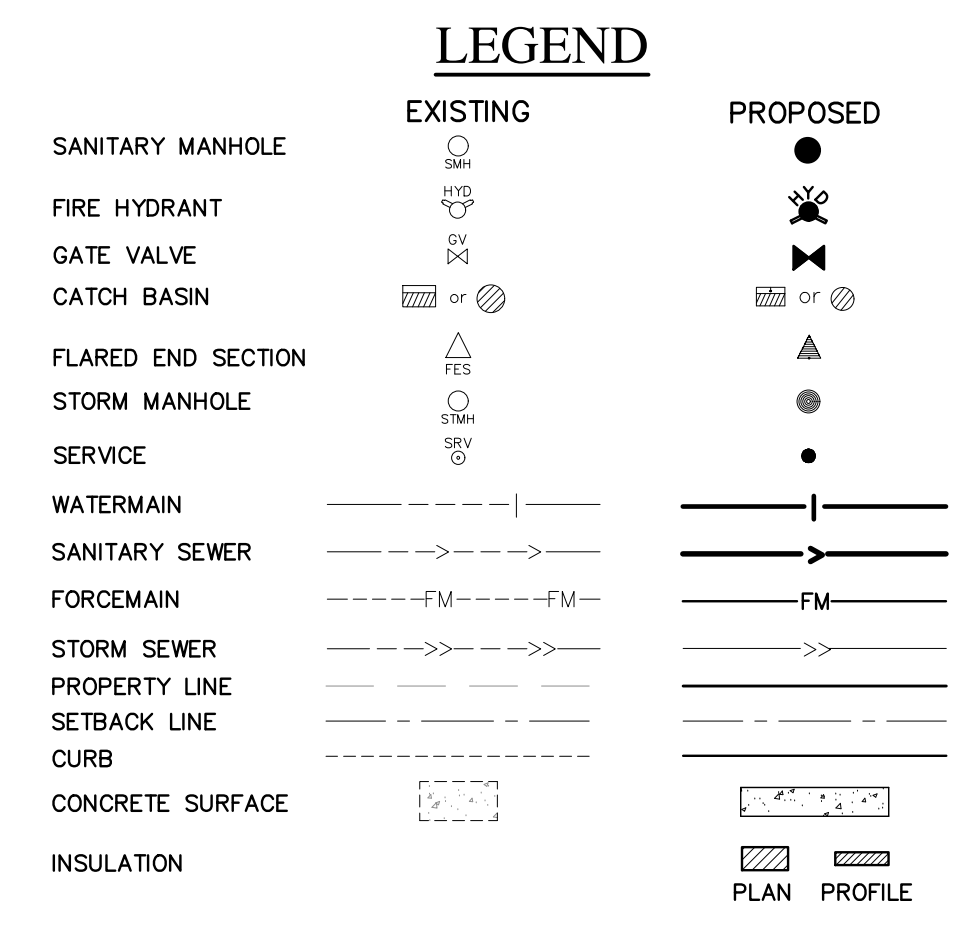 LEGEND
EXISTING PROPOSED
SANITARY MANHOLE SMH
FIRE HYDRANT HYD HYD
GATE VALVE GV
CATCH BASIN or or
FLARED END SECTION FES
STORM MANHOLE STMH
SERVICE SRV
WATERMAIN
SANITARY SEWER
FORCEMAIN FM FM FM
STORM SEWER
PROPERTY LINE
SETBACK LINE
CURB
CONCRETE SURFACE
INSULATION
PLAN PROFILE